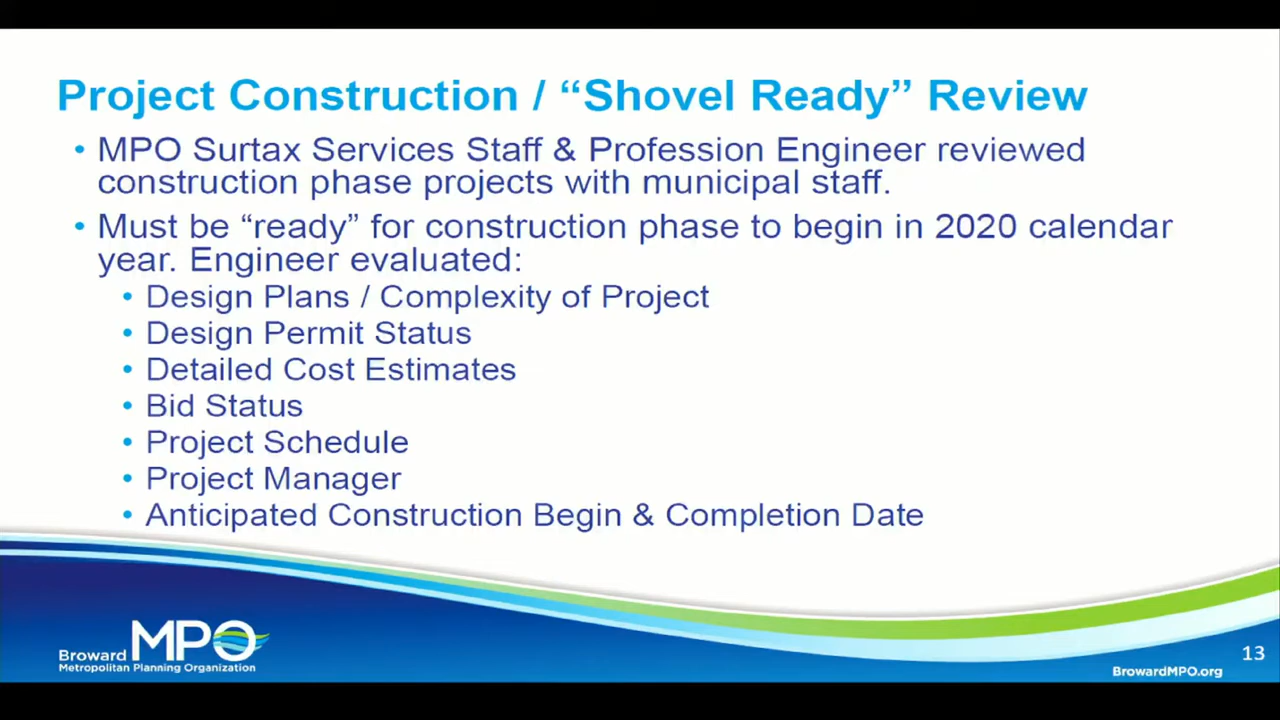 Project Construction / “Shovel Ready” Review
• MPO Surtax Services Staff & Profession Engineer reviewed
construction phase projects with municipal staff.
• Must be “ready” for construction phase to begin in 2020 calendar
year. Engineer evaluated:
• Design Plans / Complexity of Project
• Design Permit Status
• Detailed Cost Estimates
• Bid Status
• Project Schedule
• Project Manager
• Anticipated Construction Begin & Completion Date
Broward MPO
Metropolitan Planning Organization
13
BrowardMPO.org